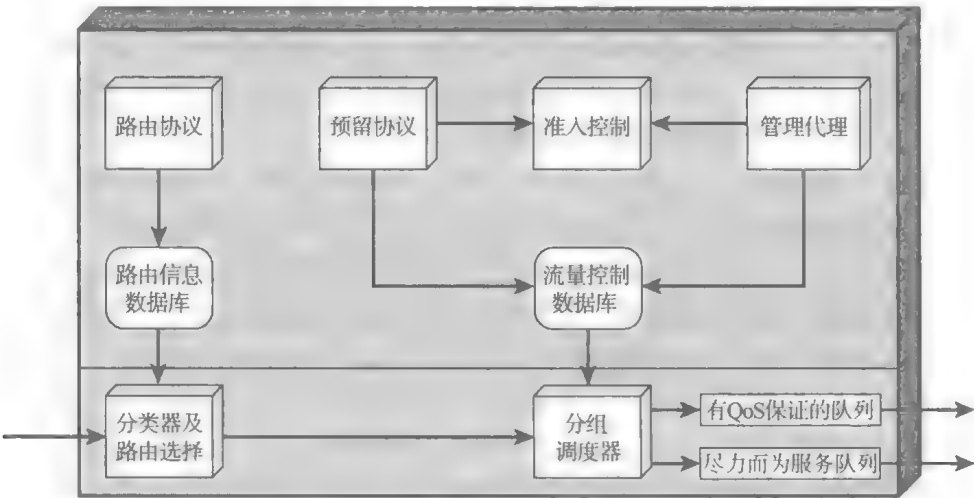 路由协议
预留协议
准入控制
管理代理
路由信息
数据库
流量控制
数据库
分类器及
路由选择
分组
调度器
有QoS保证的队列
尽力而为服务队列